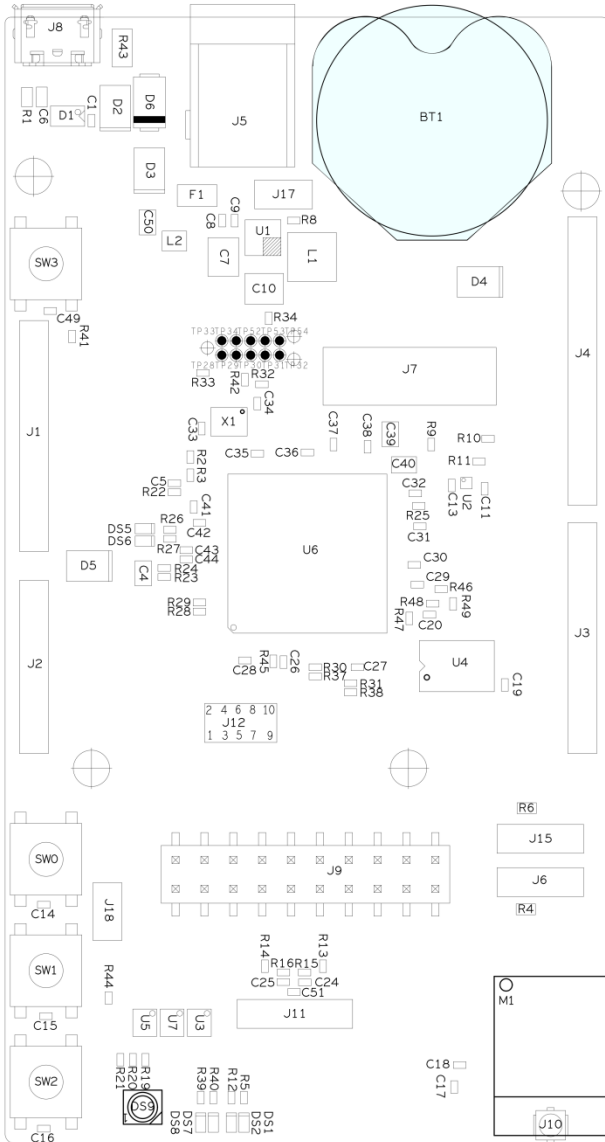 J8
R43
R1
C6
D1
C1
D2
D6
J5
BT1
D3
F1
J17
C50
L2
C8
C9
U1
R8
C7
L1
C10
SW3
D4
C49
R41
R34
TP33 TP34 TP52 TP53 TP54
TP28 TP29 TP30 TP31 TP32
R33
R42
R32
J7
J4
J1
C34
C33
X1
C35
C36
C37
C38
C39
R9
R10
R11
C40
R2
R3
C5
R22
C32
C13
U2
C11
R25
C31
C41
C42
DS5
DS6
R26
R27
C43
C44
U6
D5
C4
R24
R23
C30
C29
R46
R48
R49
R47
C20
R29
R28
J2
J3
C28
R45
C26
R30
R37
C27
R31
R38
U4
C19
2 4 6 8 10
J12
1 3 5 7 9
R6
J15
J9
J6
R4
SW0
C14
J18
SW1
R44
C15
R14
R16
R15
R13
C25
C24
C51
J11
M1
U5
U7
U3
SW2
C16
R21
R20
R19
DS9
R39
R40
R12
R5
DS8
DS7
DS2
DS1
C18
C17
J10